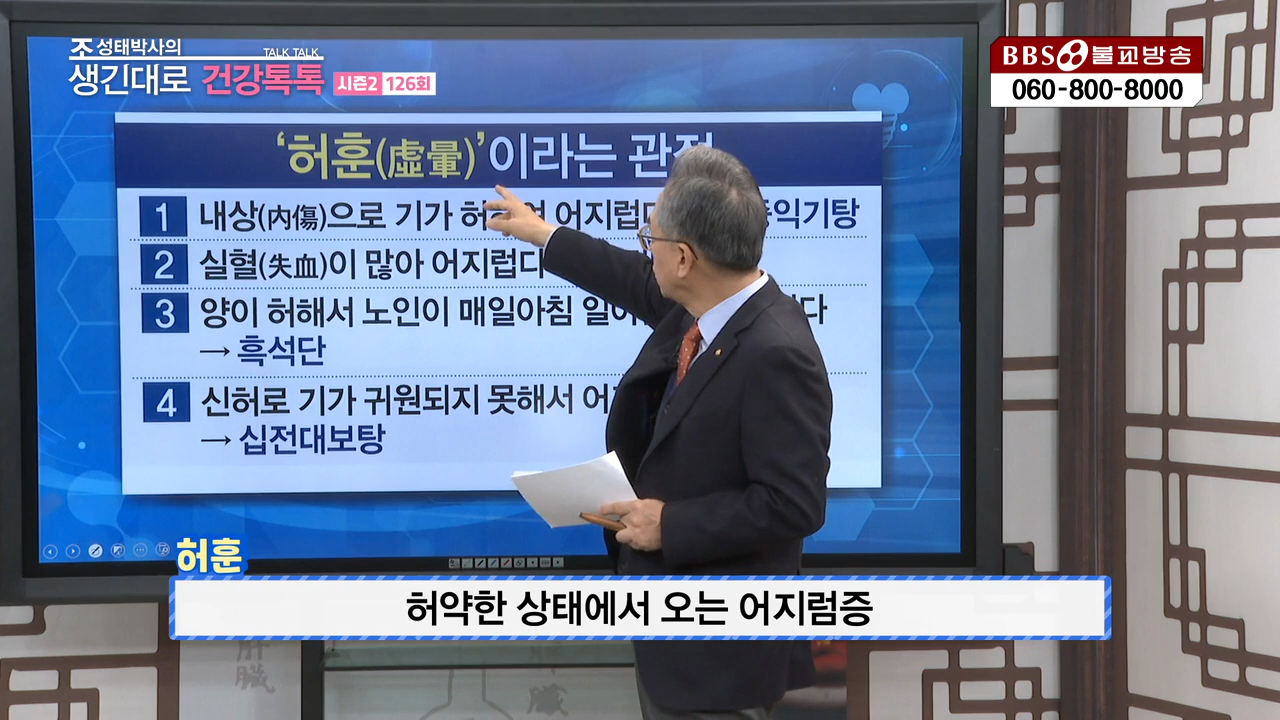 조성태박사의
TALK TALK
생긴대로 건강톡톡 시즌2 126회
BBS 불교방송
060-800-8000
‘허훈(虛暈)’이라는
1 내상(內傷)으로 기가 어지럽다 익기탕
2 실혈(失血)이 많아 어지럽다
3 양이 허해서 노인이 매일아침
→ 흑석단
4 신허로 기가 귀원되지 못해서
→ 십전대보탕
허훈
허약한 상태에서 오는 어지럼증